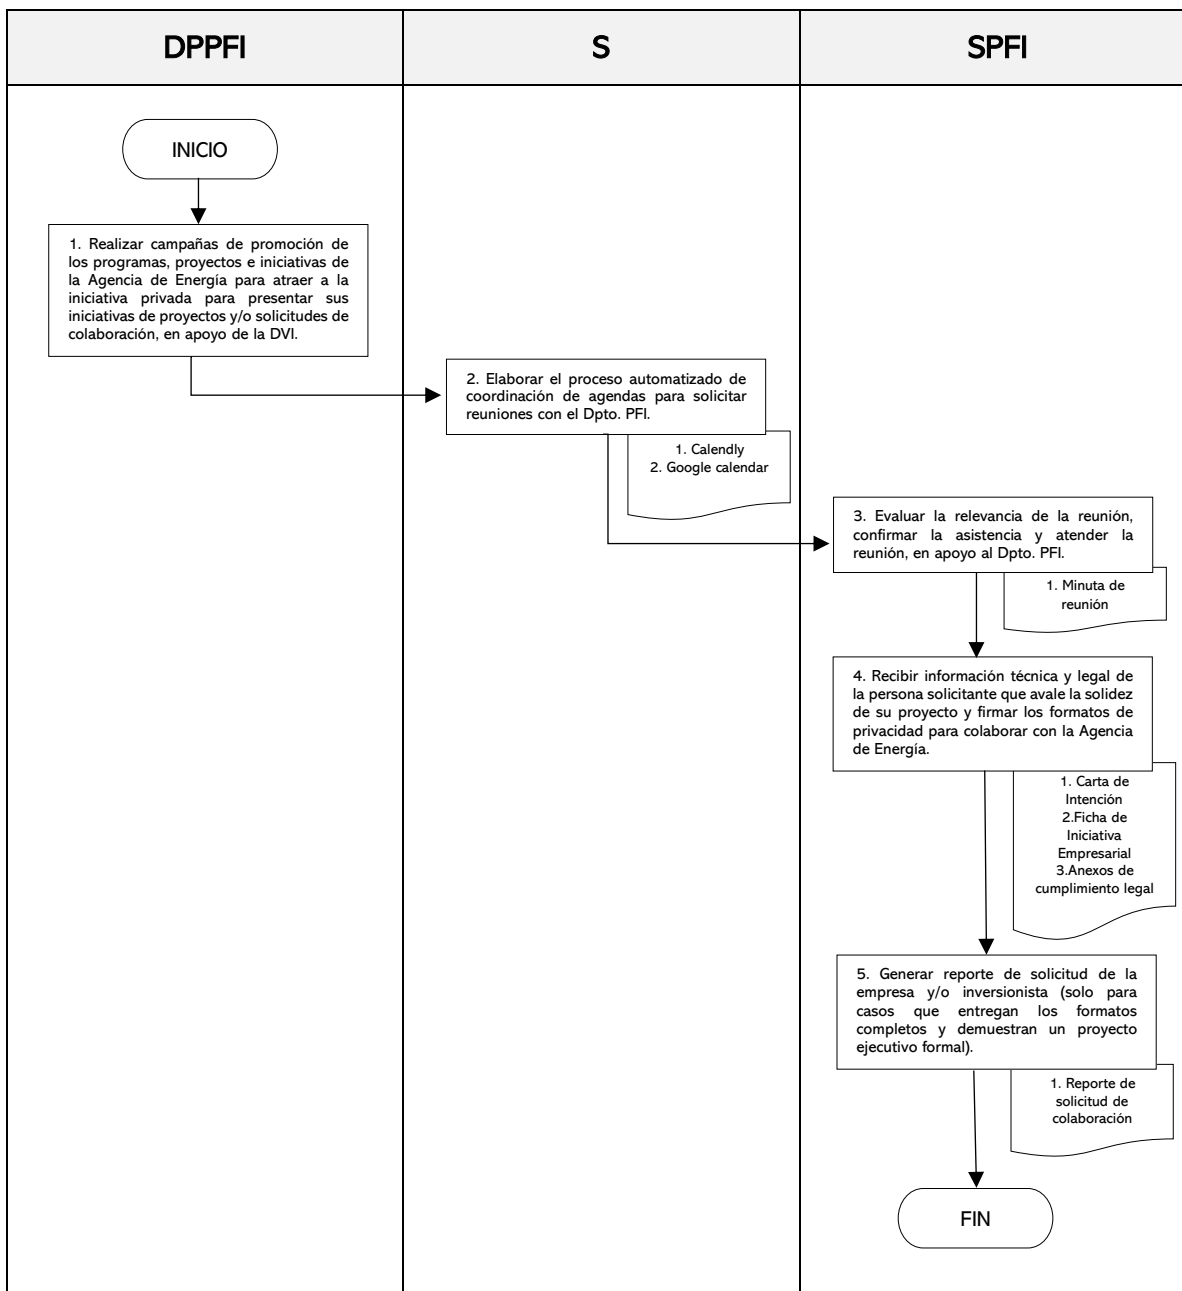 DPPFI
S
SPFI
INICIO
1. Realizar campañas de promoción de
los programas, proyectos e iniciativas de
la Agencia de Energía para atraer a la
iniciativa privada para presentar sus
iniciativas de proyectos y/o solicitudes de
colaboración, en apoyo de la DVI.
2. Elaborar el proceso automatizado de
coordinación de agendas para solicitar
reuniones con el Dpto. PFI.
1. Calendly
2. Google calendar
3. Evaluar la relevancia de la reunión,
confirmar la asistencia y atender la
reunión, en apoyo al Dpto. PFI.
1. Minuta de
reunión
4. Recibir información técnica y legal de
la persona solicitante que avale la solidez
de su proyecto y firmar los formatos de
privacidad para colaborar con la Agencia
de Energía.
1. Carta de
Intención
2.Ficha de
Iniciativa
Empresarial
3.Anexos de
cumplimiento legal
5. Generar reporte de solicitud de la
empresa y/o inversionista (solo para
casos que entregan los formatos
completos y demuestran un proyecto
ejecutivo formal).
1. Reporte de
solicitud de
colaboración
FIN